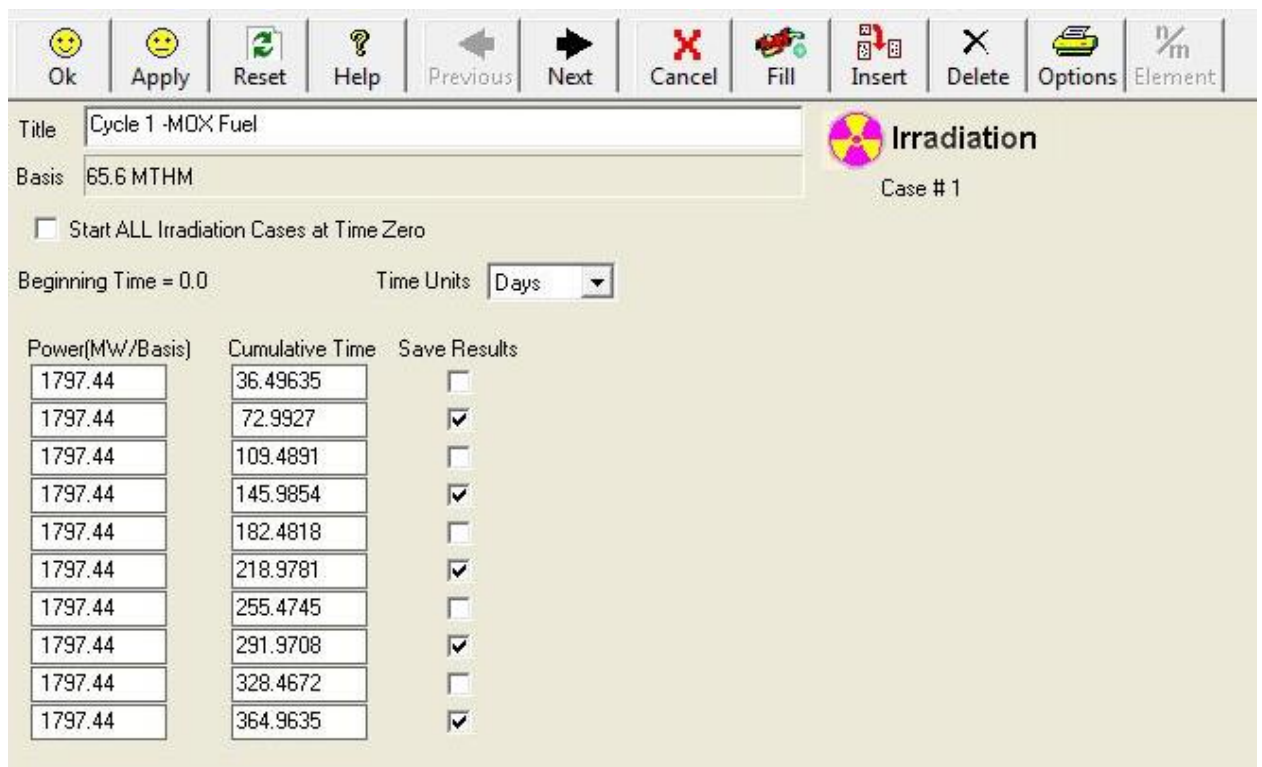 Ok Apply Reset Help Previous Next Cancel Fill Insert Delete Options n/m Element
Title Cycle 1 -MOX Fuel
Irradiation
Basis 65.6 MTHM
Case # 1
Start ALL Irradiation Cases at Time Zero
Beginning Time = 0.0 Time Units Days
Power(MW/Basis) Cumulative Time Save Results
1797.44 36.49635
1797.44 72.9927
1797.44 109.4891
1797.44 145.9854
1797.44 182.4818
1797.44 218.9781
1797.44 255.4745
1797.44 291.9708
1797.44 328.4672
1797.44 364.9635